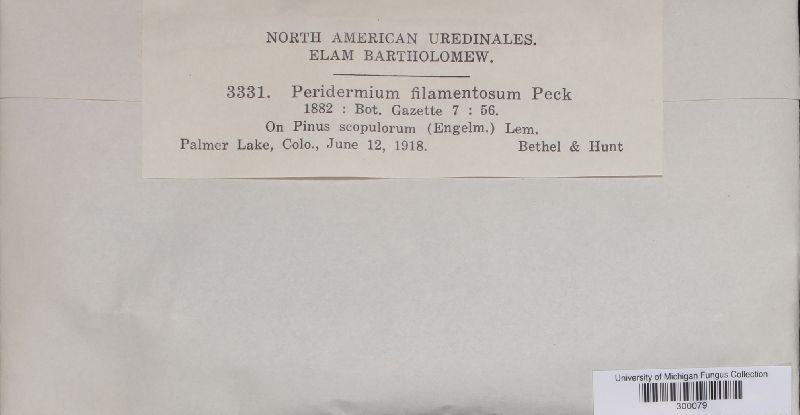 NORTH AMERICAN UREDINALES.
ELAM BARTHOLOMEW.
3331. Peridermium filamentosum Peck
1882 : Bot. Gazette 7 : 56.
On Pinus scopulorum (Engelm.) Lem.
Palmer Lake, Colo., June 12, 1918. Bethel & Hunt
University of Michigan Fungus Collection
300079